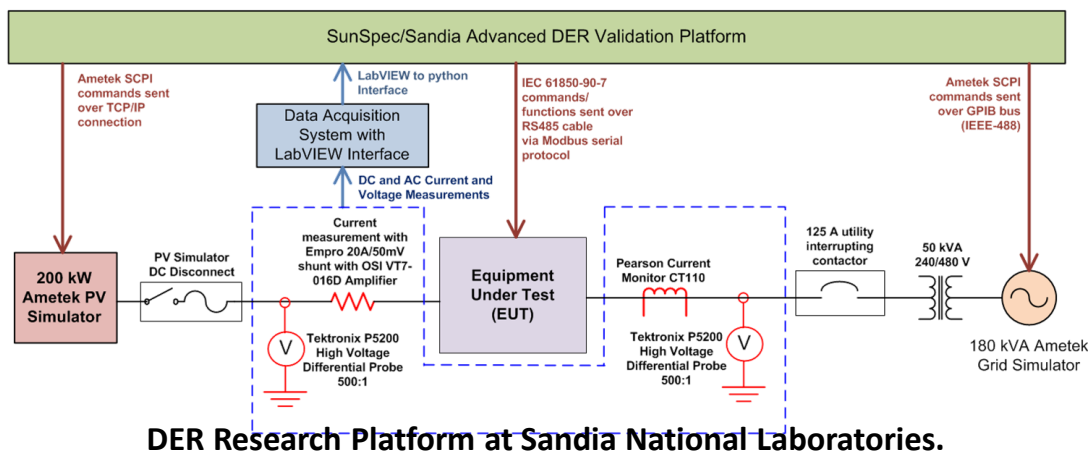 SunSpec/Sandia Advanced DER Validation Platform
Ametek SCPI
commands sent
over TCP/IP
connection
LabVIEW to python
Interface
Data Acquisition
System with
LabVIEW Interface
DC and AC Current and
Voltage Measurements
IEC 61850-90-7
commands/
functions sent over
RS485 cable
via Modbus serial
protocol
Ametek SCPI
commands sent
over GPIB bus
(IEEE-488)
200 kW
Ametek PV
Simulator
PV Simulator
DC Disconnect
Current
measurement with
Empro 20A/50mV
shunt with OSI VT7-
016D Amplifier
V
Tektronix P5200
High Voltage
Differential Probe
500:1
Equipment
Under Test
(EUT)
Pearson Current
Monitor CT110
Tektronix P5200
High Voltage
Differential Probe
500:1
V
125 A utility
interrupting
contactor
50 kVA
240/480 V
180 kVA Ametek
Grid Simulator
DER Research Platform at Sandia National Laboratories.